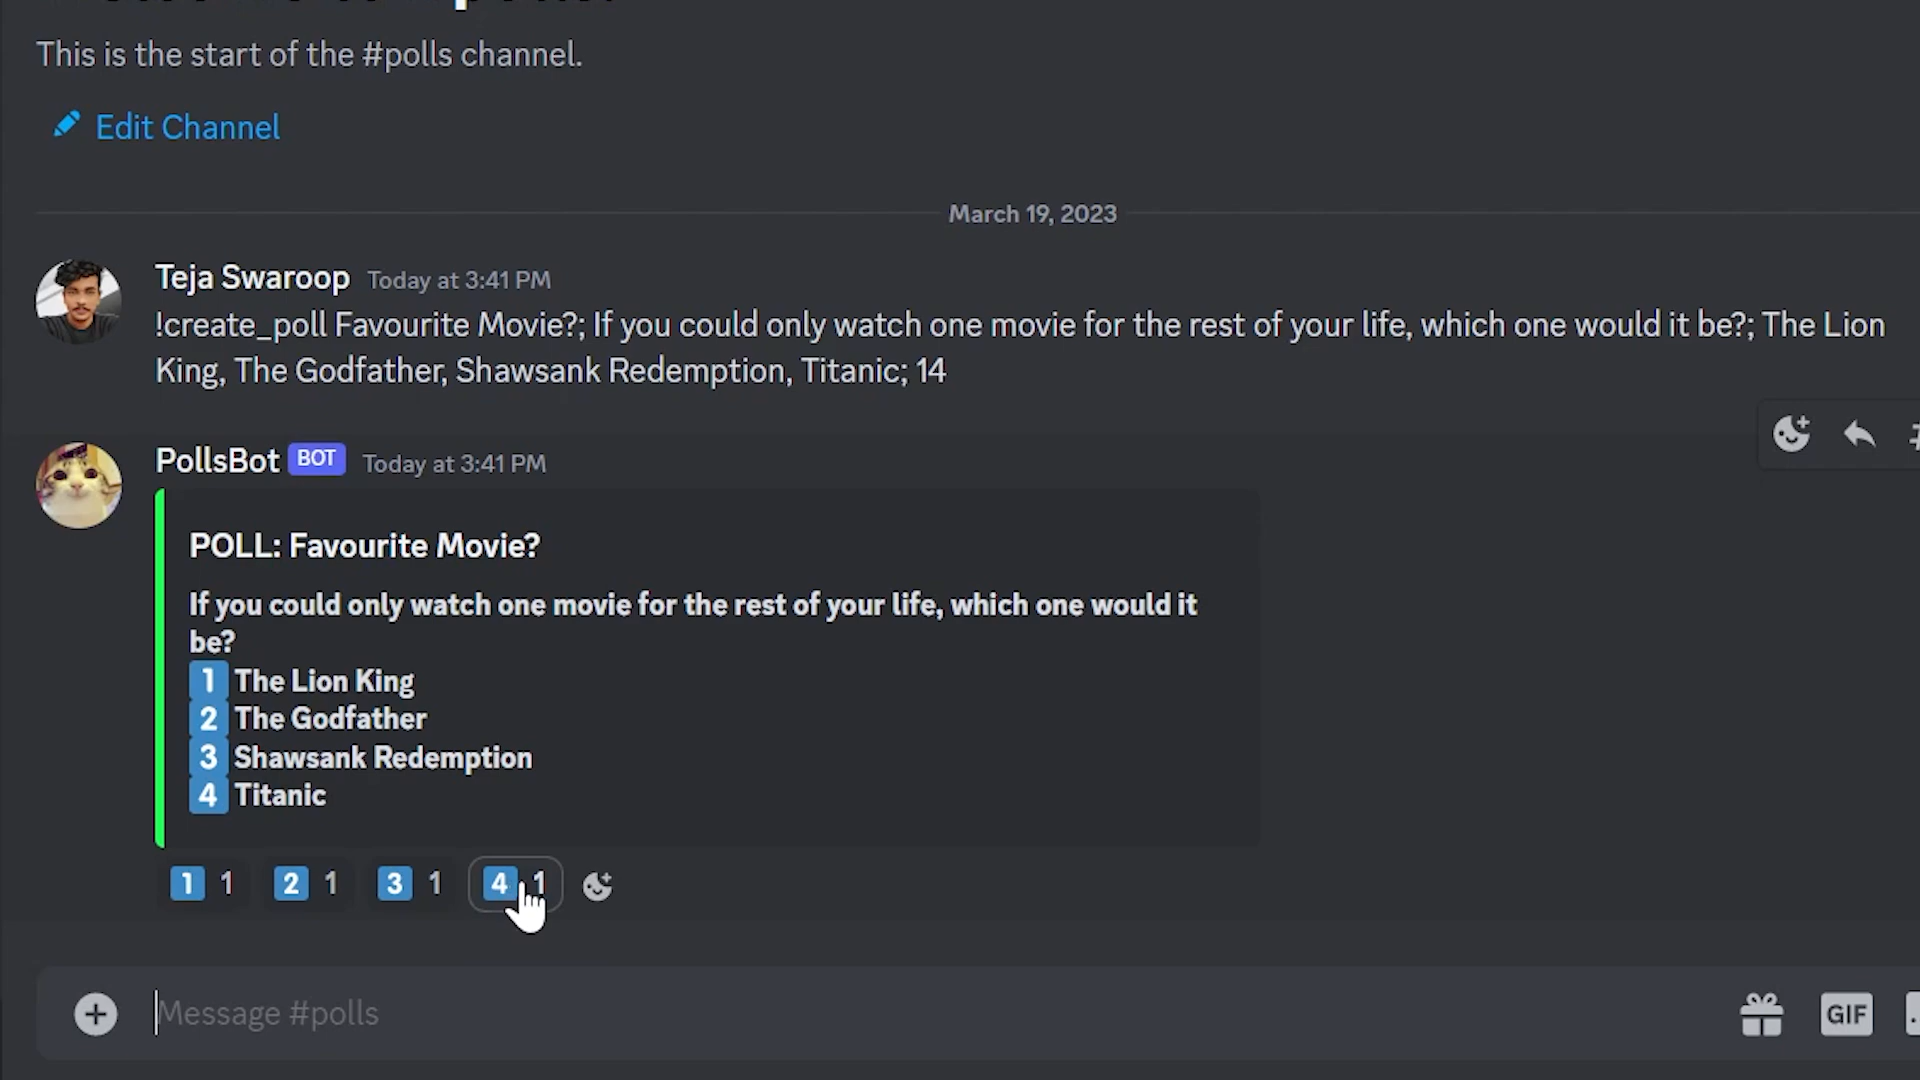 This is the start of the #polls channel.
Edit Channel
March 19, 2023
Teja Swaroop Today at 3:41 PM
!create_poll Favourite Movie?; If you could only watch one movie for the rest of your life, which one would it be?; The Lion
King, The Godfather, Shawsank Redemption, Titanic; 14
PollsBot BOT Today at 3:41 PM
POLL: Favourite Movie?
If you could only watch one movie for the rest of your life, which one would it
be?
1 The Lion King
2 The Godfather
3 Shawsank Redemption
4 Titanic
1 1 2 1 3 1 4 1
Message #polls
GIF